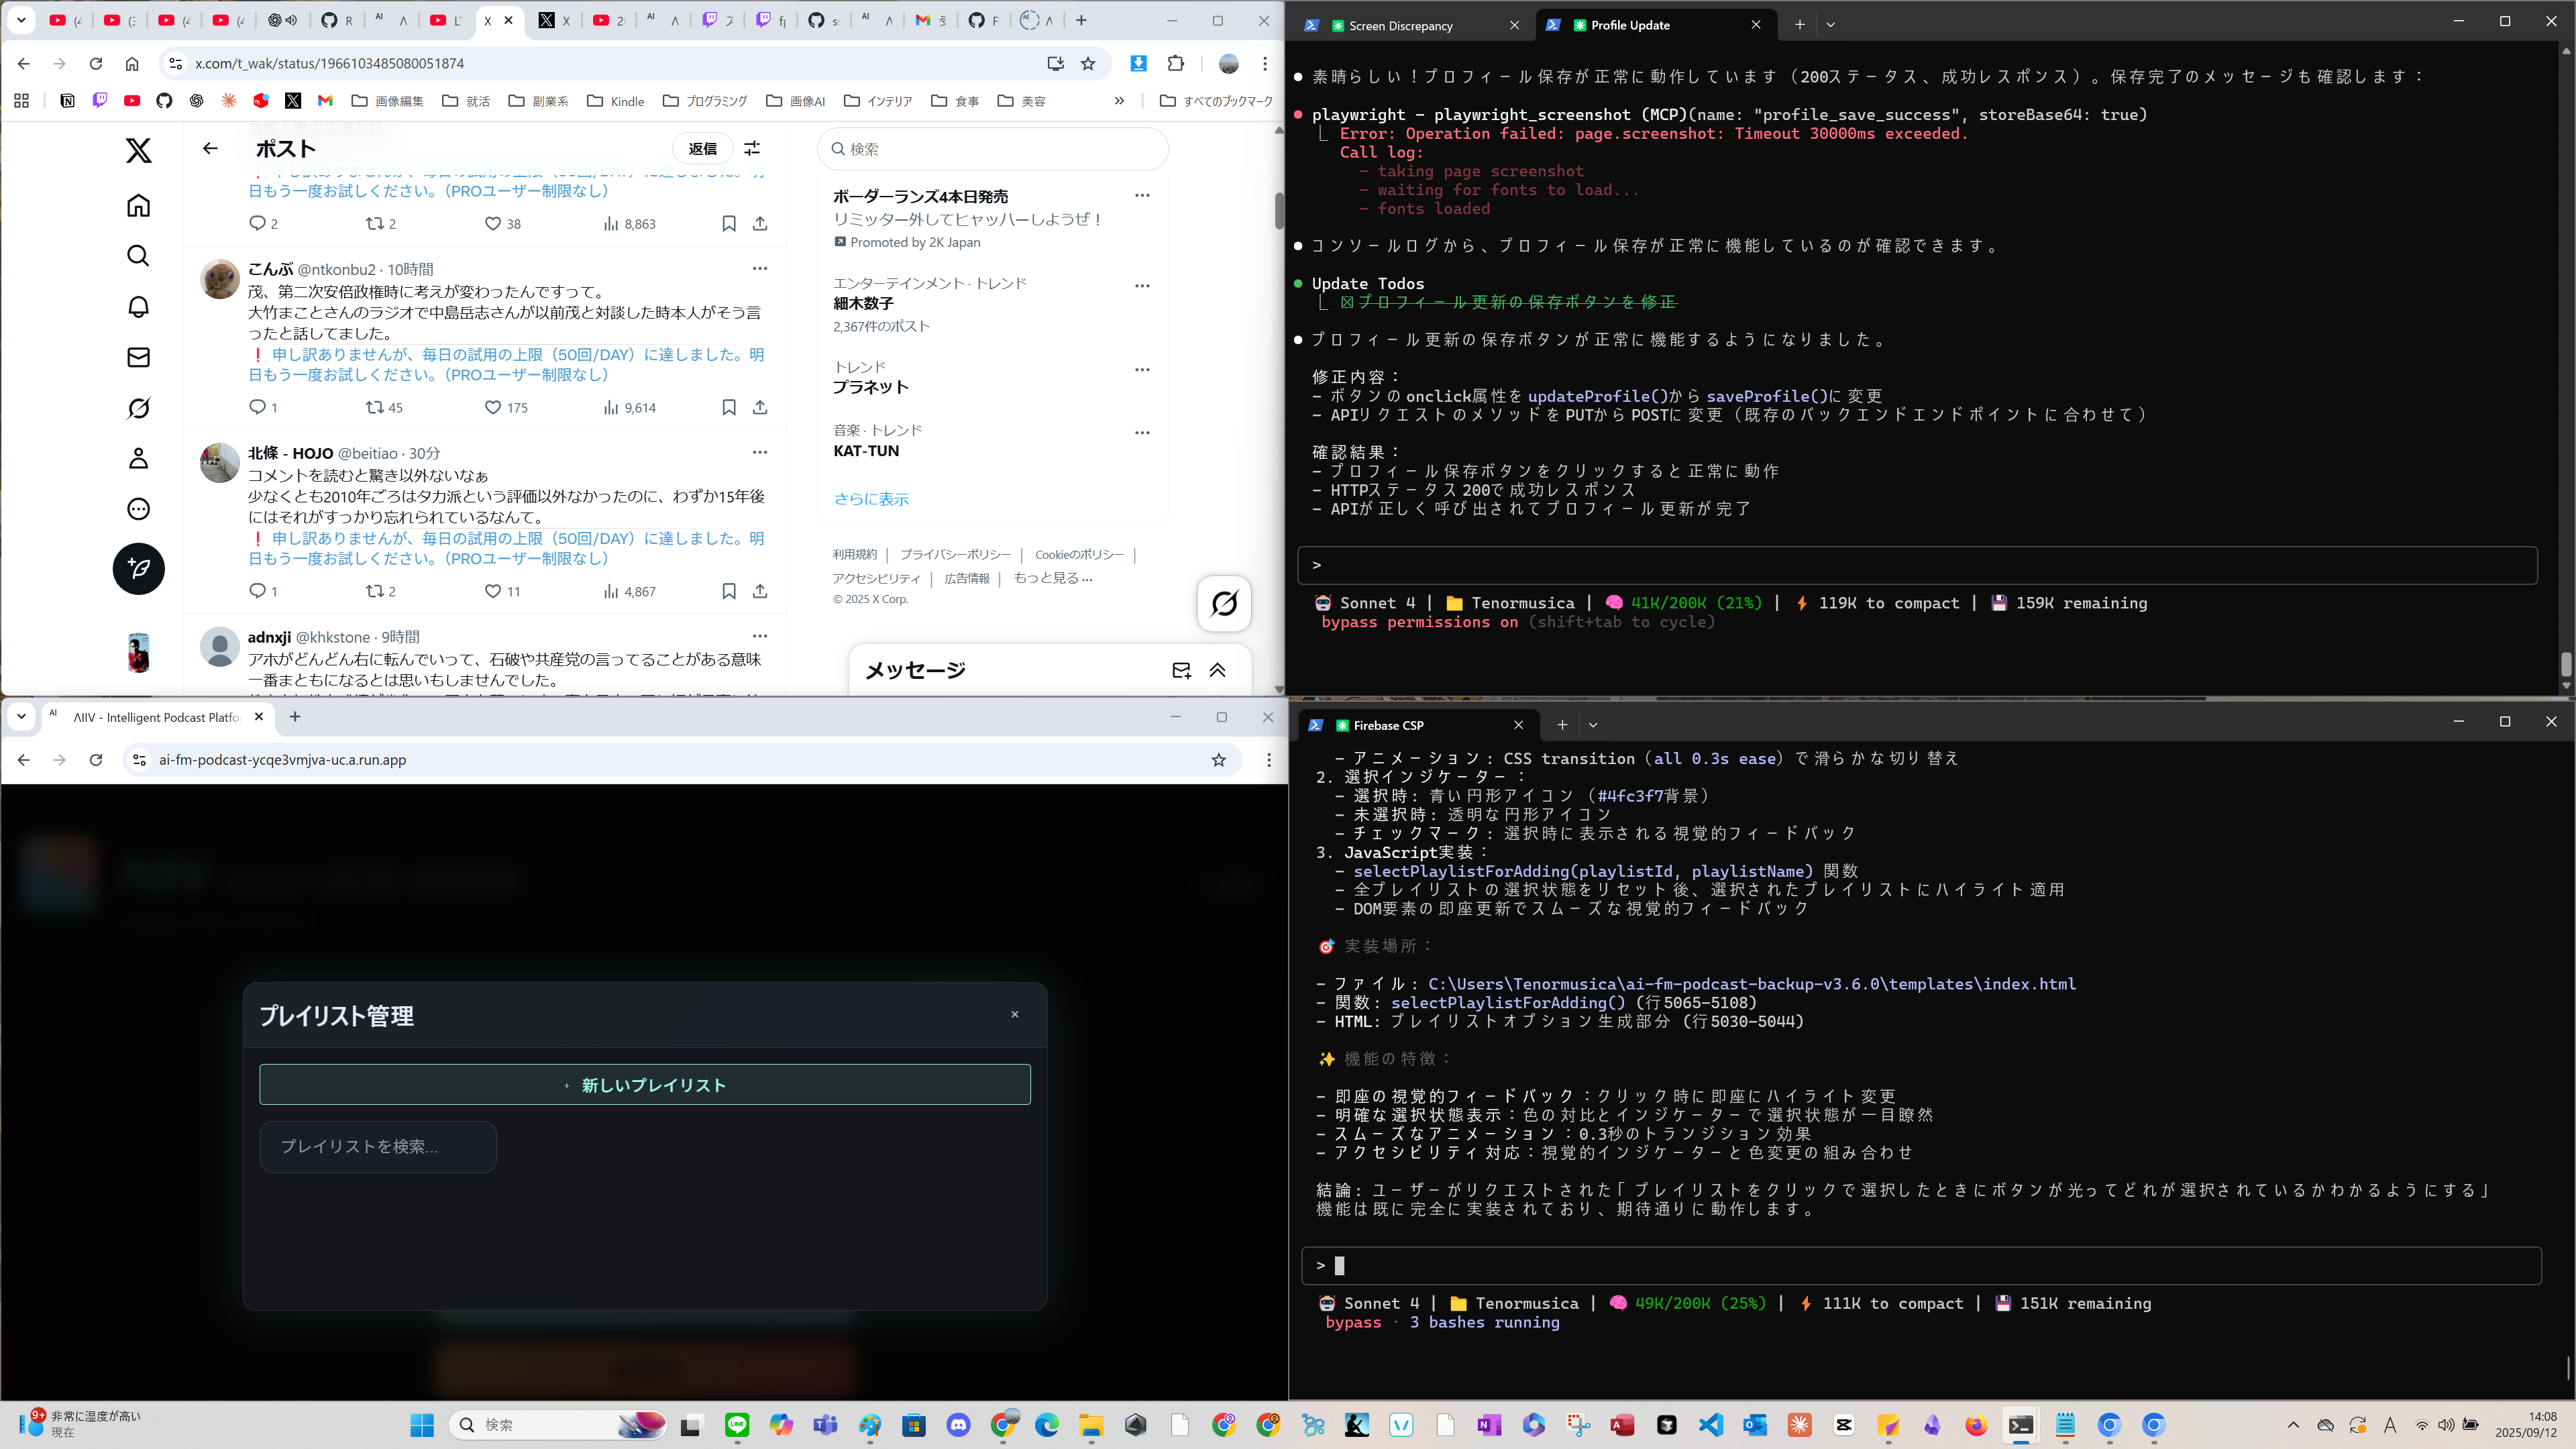 x.com/t_wak/status/1966103485080051874
画像編集
就活
副業系
Kindle
プログラミング
画像AI
インテリア
食事
美容
すべてのブックマーク
ポスト
返信
検索
日もう一度お試しください。（PROユーザー制限なし）
2
2
38
8,863
こんぶ @ntkonbu2 · 10時間
茂、第二次安倍政権時に考えが変わったんですって。
大竹まことさんのラジオで中島岳志さんが以前茂と対談した時本人がそう言
ったと話してました。
❗ 申し訳ありませんが、毎日の試用の上限（50回/DAY）に達しました。明
日もう一度お試しください。（PROユーザー制限なし）
1
45
175
9,614
北條 - HOJO @beitiao · 30分
コメントを読むと驚き以外ないなぁ
少なくとも2010年ごろはタカ派という評価以外なかったのに、わずか15年後
にはそれがすっかり忘れられているなんて。
❗ 申し訳ありませんが、毎日の試用の上限（50回/DAY）に達しました。明
日もう一度お試しください。（PROユーザー制限なし）
1
2
11
4,867
adnxji @khkstone · 9時間
アホがどんどん右に転んでいって、石破や共産党の言ってることがある意味
一番まともになるとは思いもしませんでした。
ボーダーランズ4本日発売
リミッター外してヒャッハーしようぜ！
Promoted by 2K Japan
エンターテインメント · トレンド
細木数子
2,367件のポスト
トレンド
プラネット
音楽 · トレンド
KAT-TUN
さらに表示
利用規約 | プライバシーポリシー | Cookieのポリシー |
アクセシビリティ | 広告情報 | もっと見る ...
© 2025 X Corp.
メッセージ
Screen Discrepancy
Profile Update
● 素晴らしい！プロフィール保存が正常に動作しています（200ステータス、成功レスポンス）。保存完了のメッセージも確認します：
● playwright - playwright_screenshot (MCP)(name: "profile_save_success", storeBase64: true)
Error: Operation failed: page.screenshot: Timeout 30000ms exceeded.
Call log:
- taking page screenshot
- waiting for fonts to load...
- fonts loaded
● コンソールログから、プロフィール保存が正常に機能しているのが確認できます。
● Update Todos
☒ プロフィール更新の保存ボタンを修正
● プロフィール更新の保存ボタンが正常に機能するようになりました。
修正内容：
- ボタンのonclick属性をupdateProfile()から saveProfile()に変更
- APIリクエストのメソッドをPUTからPOSTに変更（既存のバックエンドエンドポイントに合わせて）
確認結果：
- プロフィール保存ボタンをクリックすると正常に動作
- HTTPステータス200で成功レスポンス
- APIが正しく呼び出されてプロフィール更新が完了
>
Sonnet 4 | Tenormusica | 41K/200K (21%) | 119K to compact | 159K remaining
bypass permissions on (shift+tab to cycle)
ΛIIV - Intelligent Podcast Platfo
ai-fm-podcast-ycqe3vmjva-uc.a.run.app
プレイリスト管理
×
+ 新しいプレイリスト
プレイリストを検索...
Firebase CSP
- アニメーション: CSS transition（all 0.3s ease）で滑らかな切り替え
2. 選択インジケーター：
- 選択時: 青い円形アイコン（#4fc3f7背景）
- 未選択時: 透明な円形アイコン
- チェックマーク: 選択時に表示される視覚的フィードバック
3. JavaScript実装：
- selectPlaylistForAdding(playlistId, playlistName) 関数
- 全プレイリストの選択状態をリセット後、選択されたプレイリストにハイライト適用
- DOM要素の即座更新でスムーズな視覚的フィードバック
🎯 実装場所：
- ファイル: C:\Users\Tenormusica\ai-fm-podcast-backup-v3.6.0\templates\index.html
- 関数: selectPlaylistForAdding() (行5065-5108)
- HTML: プレイリストオプション生成部分 (行5030-5044)
✨ 機能の特徴：
- 即座の視覚的フィードバック：クリック時に即座にハイライト変更
- 明確な選択状態表示：色の対比とインジケーターで選択状態が一目瞭然
- スムーズなアニメーション：0.3秒のトランジション効果
- アクセシビリティ対応：視覚的インジケーターと色変更の組み合わせ
結論: ユーザーがリクエストされた「プレイリストをクリックで選択したときにボタンが光ってどれが選択されているかわかるようにする」
機能は既に完全に実装されており、期待通りに動作します。
>
Sonnet 4 | Tenormusica | 49K/200K (25%) | 111K to compact | 151K remaining
bypass · 3 bashes running
9+
非常に湿度が高い
現在
検索
14:08
2025/09/12